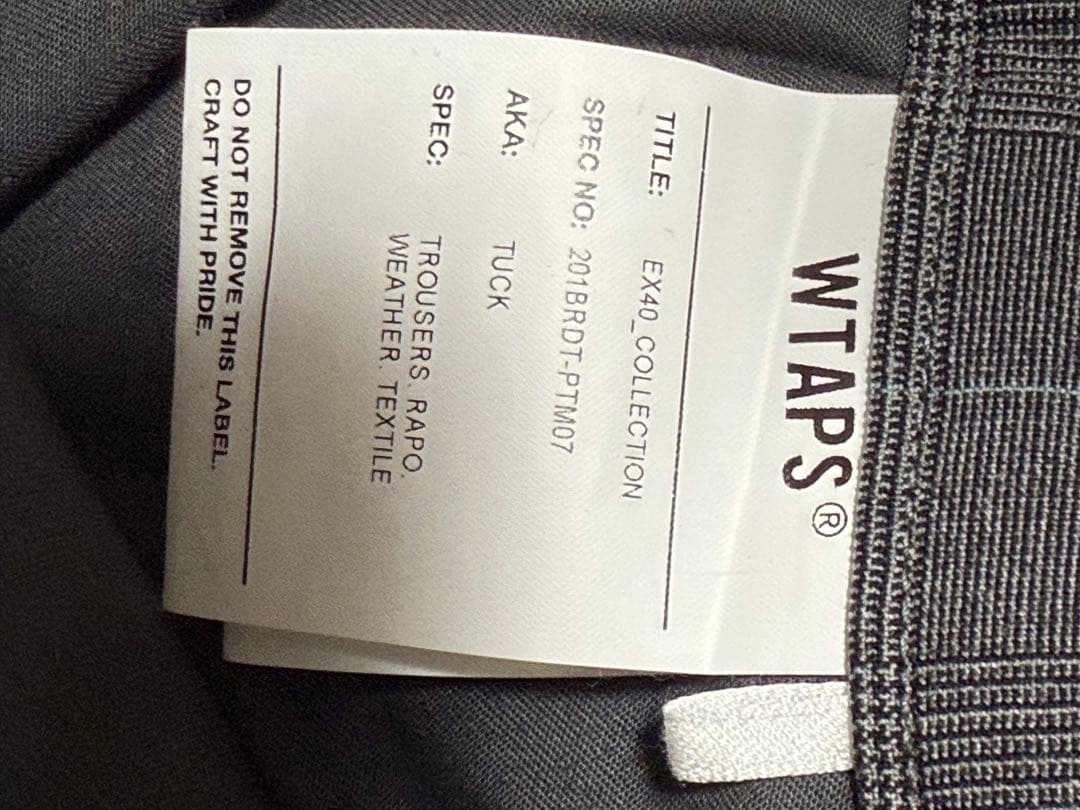 WTAPS®
TITLE: EX40_COLLECTION
SPEC NO: 201BRDT-PTM07
AKA: TUCK
SPEC: TROUSERS. RAPO.
WEATHER. TEXTILE
DO NOT REMOVE THIS LABEL.
CRAFT WITH PRIDE.